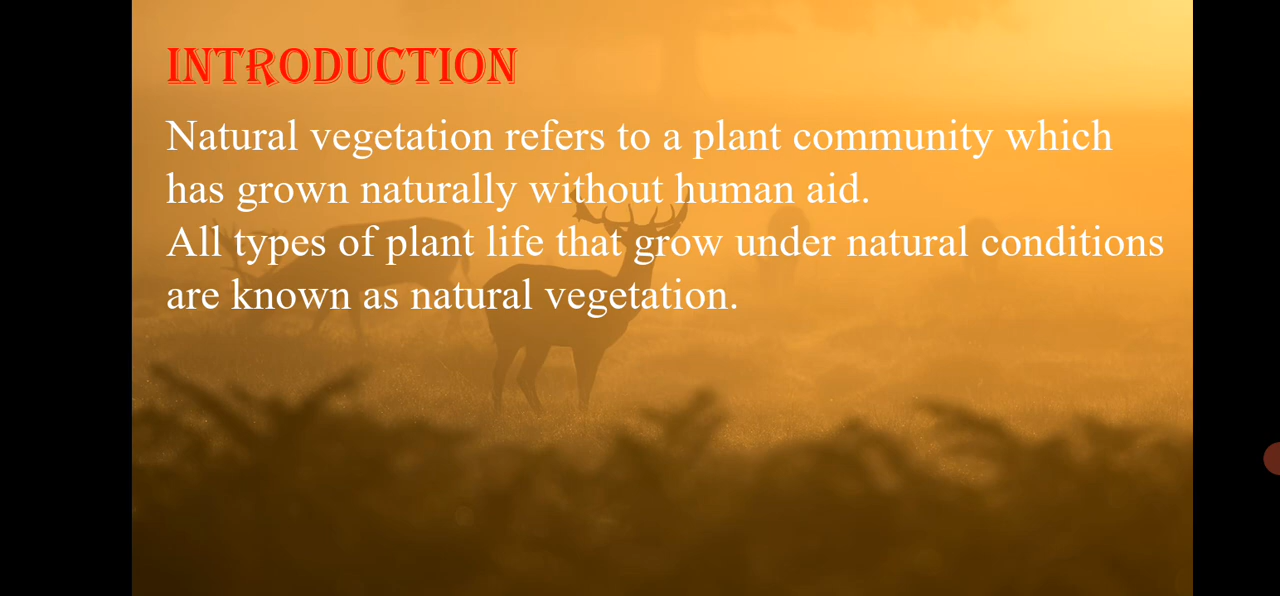 INTRODUCTION
Natural vegetation refers to a plant community which
has grown naturally without human aid.
All types of plant life that grow under natural conditions
are known as natural vegetation.